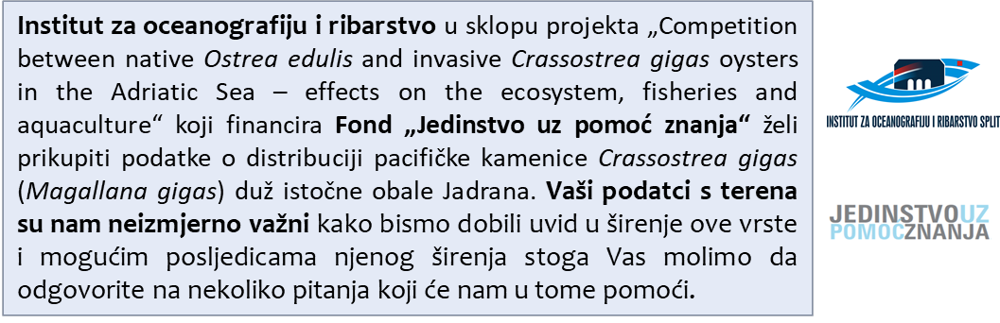 Institut za oceanografiju i ribarstvo u sklopu projekta „Competition
between native Ostrea edulis and invasive Crassostrea gigas oysters
in the Adriatic Sea – effects on the ecosystem, fisheries and
aquaculture“ koji financira Fond „Jedinstvo uz pomoć znanja“ želi
prikupiti podatke o distribuciji pacifičke kamenice Crassostrea gigas
(Magallana gigas) duž istočne obale Jadrana. Vaši podatci s terena
su nam neizmjerno važni kako bismo dobili uvid u širenje ove vrste
i mogućim posljedicama njenog širenja stoga Vas molimo da
odgovorite na nekoliko pitanja koji će nam u tome pomoći.
INSTITUT ZA OCEANOGRAFIJU I RIBARSTVO SPLIT
JEDINSTVOUZ
POMOĆZNANJA